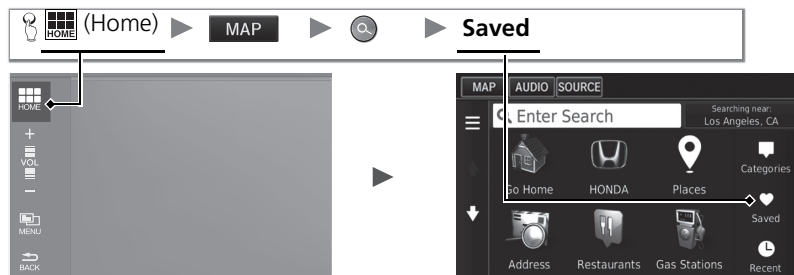 HOME (Home) MAP Saved
HOME
+
VOL
−
MENU
BACK
MAP AUDIO SOURCE
Enter Search
Searching near:
Los Angeles, CA
Go Home HONDA Places Categories
Saved
Address Restaurants Gas Stations Recent